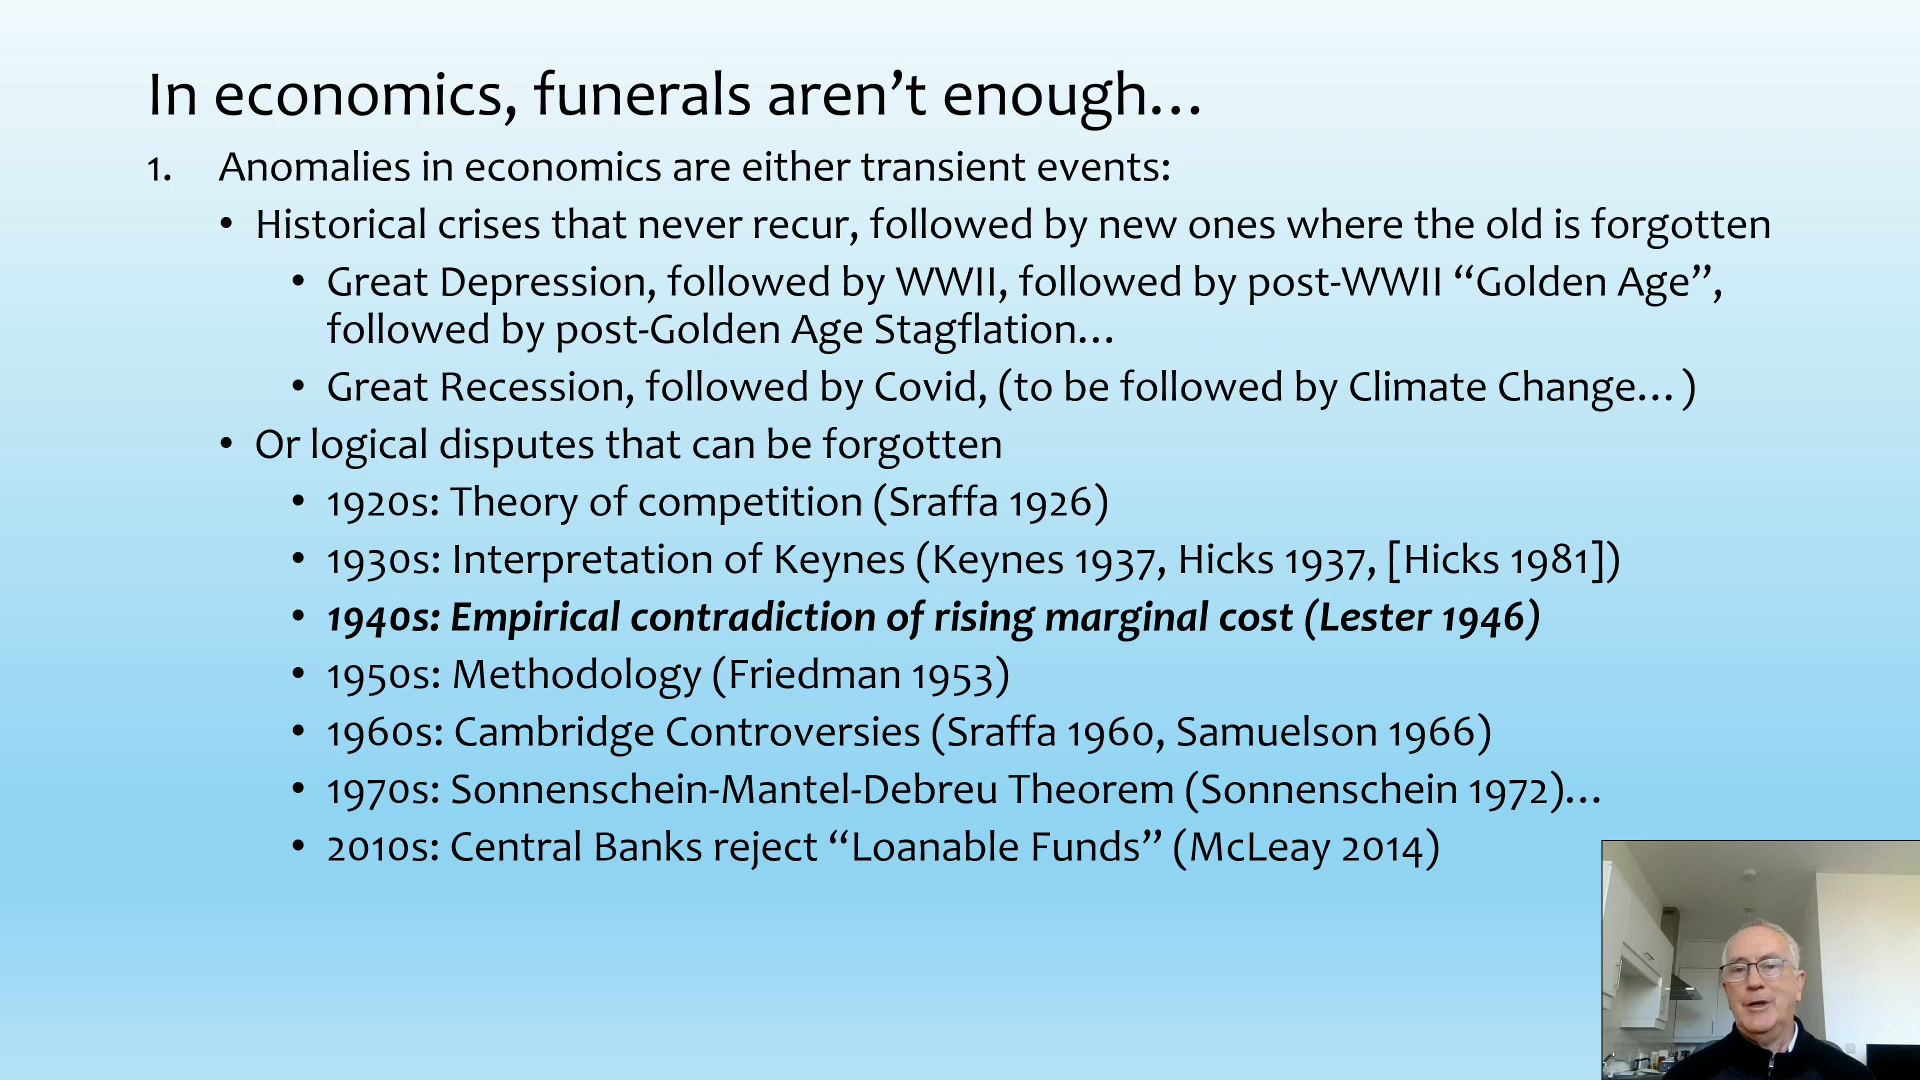 In economics, funerals aren’t enough…
1. Anomalies in economics are either transient events:
• Historical crises that never recur, followed by new ones where the old is forgotten
• Great Depression, followed by WWII, followed by post-WWII “Golden Age”,
followed by post-Golden Age Stagflation…
• Great Recession, followed by Covid, (to be followed by Climate Change… )
• Or logical disputes that can be forgotten
• 1920s: Theory of competition (Sraffa 1926)
• 1930s: Interpretation of Keynes (Keynes 1937, Hicks 1937, [Hicks 1981])
• 1940s: Empirical contradiction of rising marginal cost (Lester 1946)
• 1950s: Methodology (Friedman 1953)
• 1960s: Cambridge Controversies (Sraffa 1960, Samuelson 1966)
• 1970s: Sonnenschein-Mantel-Debreu Theorem (Sonnenschein 1972)…
• 2010s: Central Banks reject “Loanable Funds” (McLeay 2014)